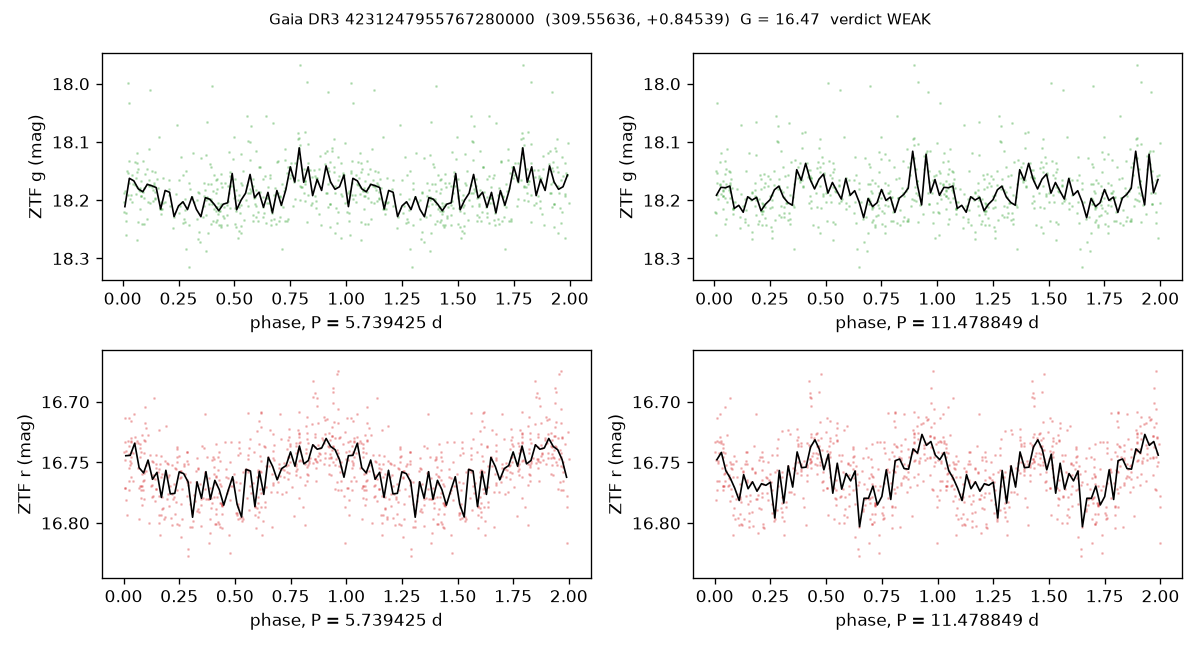 Gaia DR3 4231247955767280000 (309.55636, +0.84539) G = 16.47 verdict WEAK
ZTF g (mag)
18.0
18.1
18.2
18.3
0.00 0.25 0.50 0.75 1.00 1.25 1.50 1.75 2.00
phase, P = 5.739425 d
ZTF g (mag)
18.0
18.1
18.2
18.3
0.00 0.25 0.50 0.75 1.00 1.25 1.50 1.75 2.00
phase, P = 11.478849 d
ZTF r (mag)
16.70
16.75
16.80
0.00 0.25 0.50 0.75 1.00 1.25 1.50 1.75 2.00
phase, P = 5.739425 d
ZTF r (mag)
16.70
16.75
16.80
0.00 0.25 0.50 0.75 1.00 1.25 1.50 1.75 2.00
phase, P = 11.478849 d